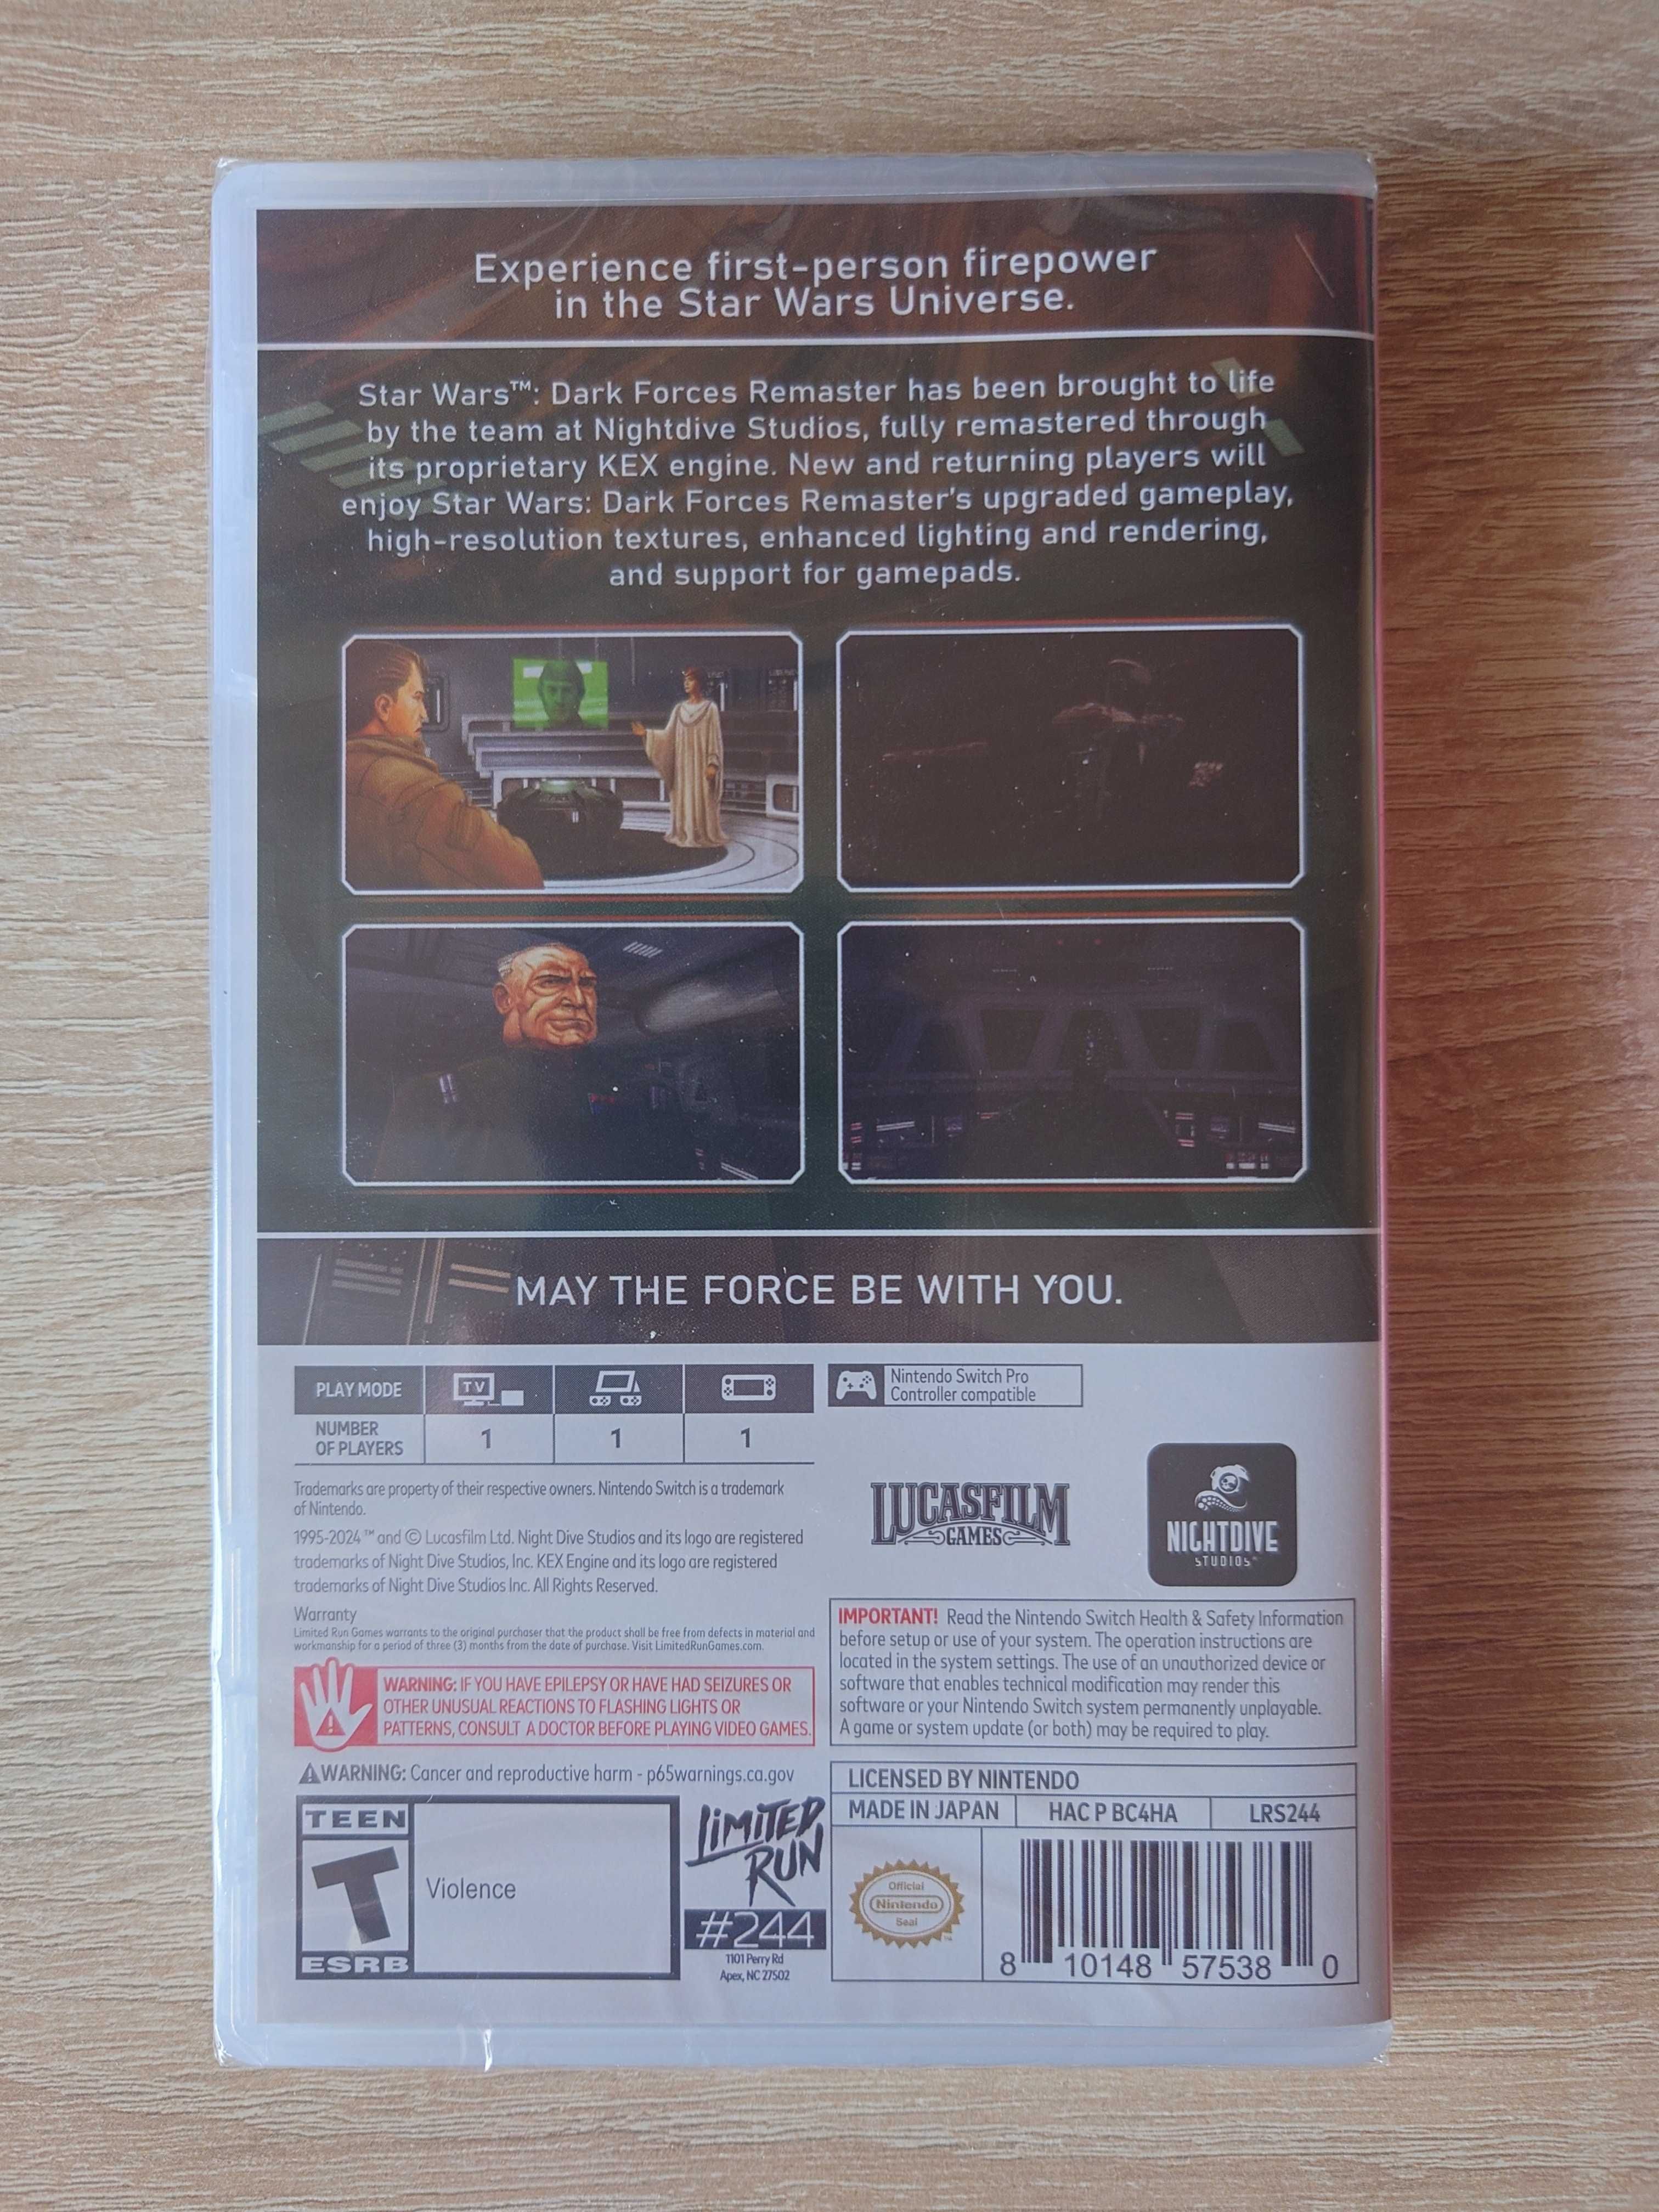 Experience first-person firepower
in the Star Wars Universe.
Star Wars™: Dark Forces Remaster has been brought to life
by the team at Nightdive Studios, fully remastered through
its proprietary KEX engine. New and returning players will
enjoy Star Wars: Dark Forces Remaster's upgraded gameplay,
high-resolution textures, enhanced lighting and rendering,
and support for gamepads.
MAY THE FORCE BE WITH YOU.
PLAY MODE
TV
NUMBER
OF PLAYERS
1
1
1
Nintendo Switch Pro
Controller compatible
Trademarks are property of their respective owners. Nintendo Switch is a trademark
of Nintendo.
1995-2024 ™ and © Lucasfilm Ltd. Night Dive Studios and its logo are registered
trademarks of Night Dive Studios, Inc. KEX Engine and its logo are registered
trademarks of Night Dive Studios Inc. All Rights Reserved.
LUCASFILM
GAMES
NIGHTDIVE
STUDIOS
Warranty
Limited Run Games warrants to the original purchaser that the product shall be free from defects in material and
workmanship for a period of three (3) months from the date of purchase. Visit LimitedRunGames.com.
WARNING: IF YOU HAVE EPILEPSY OR HAVE HAD SEIZURES OR
OTHER UNUSUAL REACTIONS TO FLASHING LIGHTS OR
PATTERNS, CONSULT A DOCTOR BEFORE PLAYING VIDEO GAMES.
IMPORTANT! Read the Nintendo Switch Health & Safety Information
before setup or use of your system. The operation instructions are
located in the system settings. The use of an unauthorized device or
software that enables technical modification may render this
software or your Nintendo Switch system permanently unplayable.
A game or system update (or both) may be required to play.
⚠WARNING: Cancer and reproductive harm - p65warnings.ca.gov
TEEN
T
ESRB
Violence
LIMITED
RUN
#244
1101 Perry Rd
Apex, NC 27502
LICENSED BY NINTENDO
MADE IN JAPAN
HAC P BC4HA
LRS244
Official
Nintendo
Seal
8 10148 57538 0